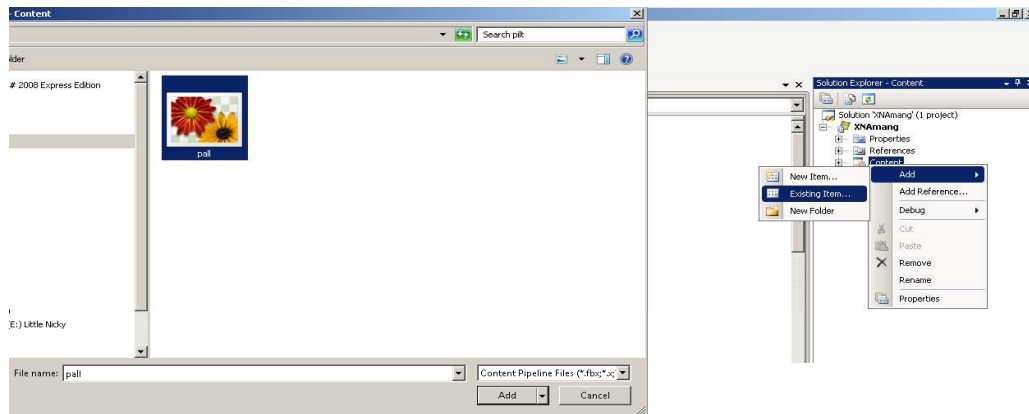 - Content
Search pilt
lder
# 2008 Express Edition
pall
(E:) Little Nicky
File name: pall
Content Pipeline Files (*.fbx;*.x;
Add
Cancel
Solution Explorer - Content
Solution 'XNAmang' (1 project)
XNAmang
Properties
References
Content
New Item...
Existing Item...
New Folder
Add
Add Reference...
Debug
Cut
Paste
Remove
Rename
Properties